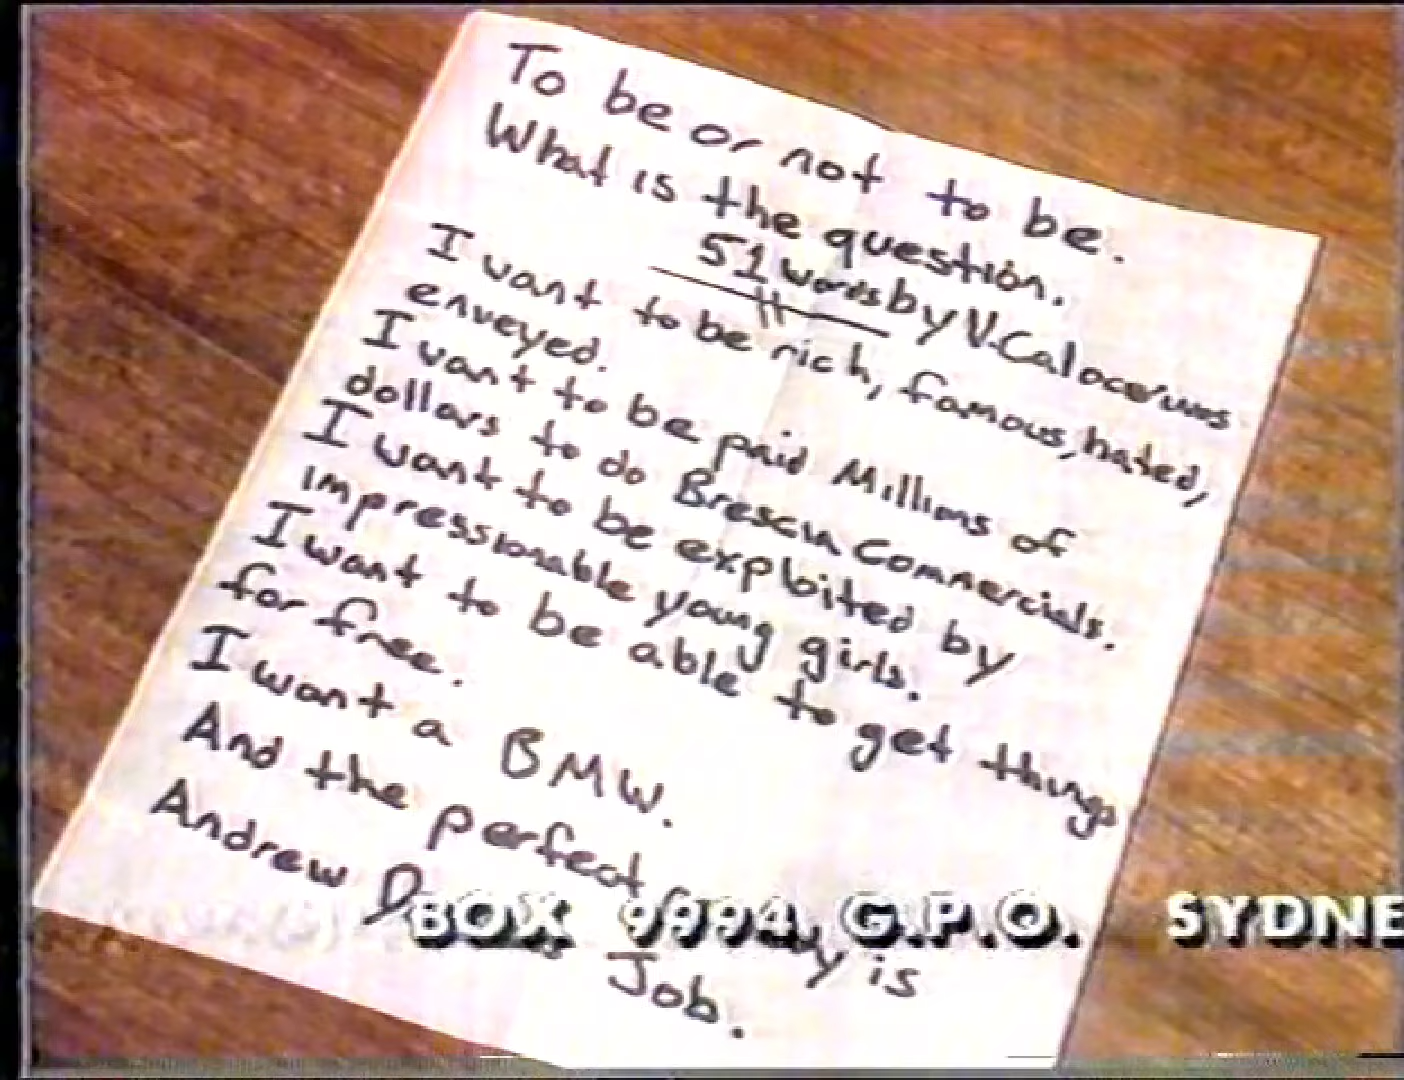 To be or not to be.
What is the question.
51 words by V.Calocerinos
I want to be rich, famous, hated,
enveyed.
I want to be paid Millions of
dollars to do Brescia Commercials.
I want to be exploited by
impressionable young girls.
I want to be able to get things
for free.
I want a BMW.
And the perfect is
Andrew Job.
BOX 9994 G.P.O. SYDNE